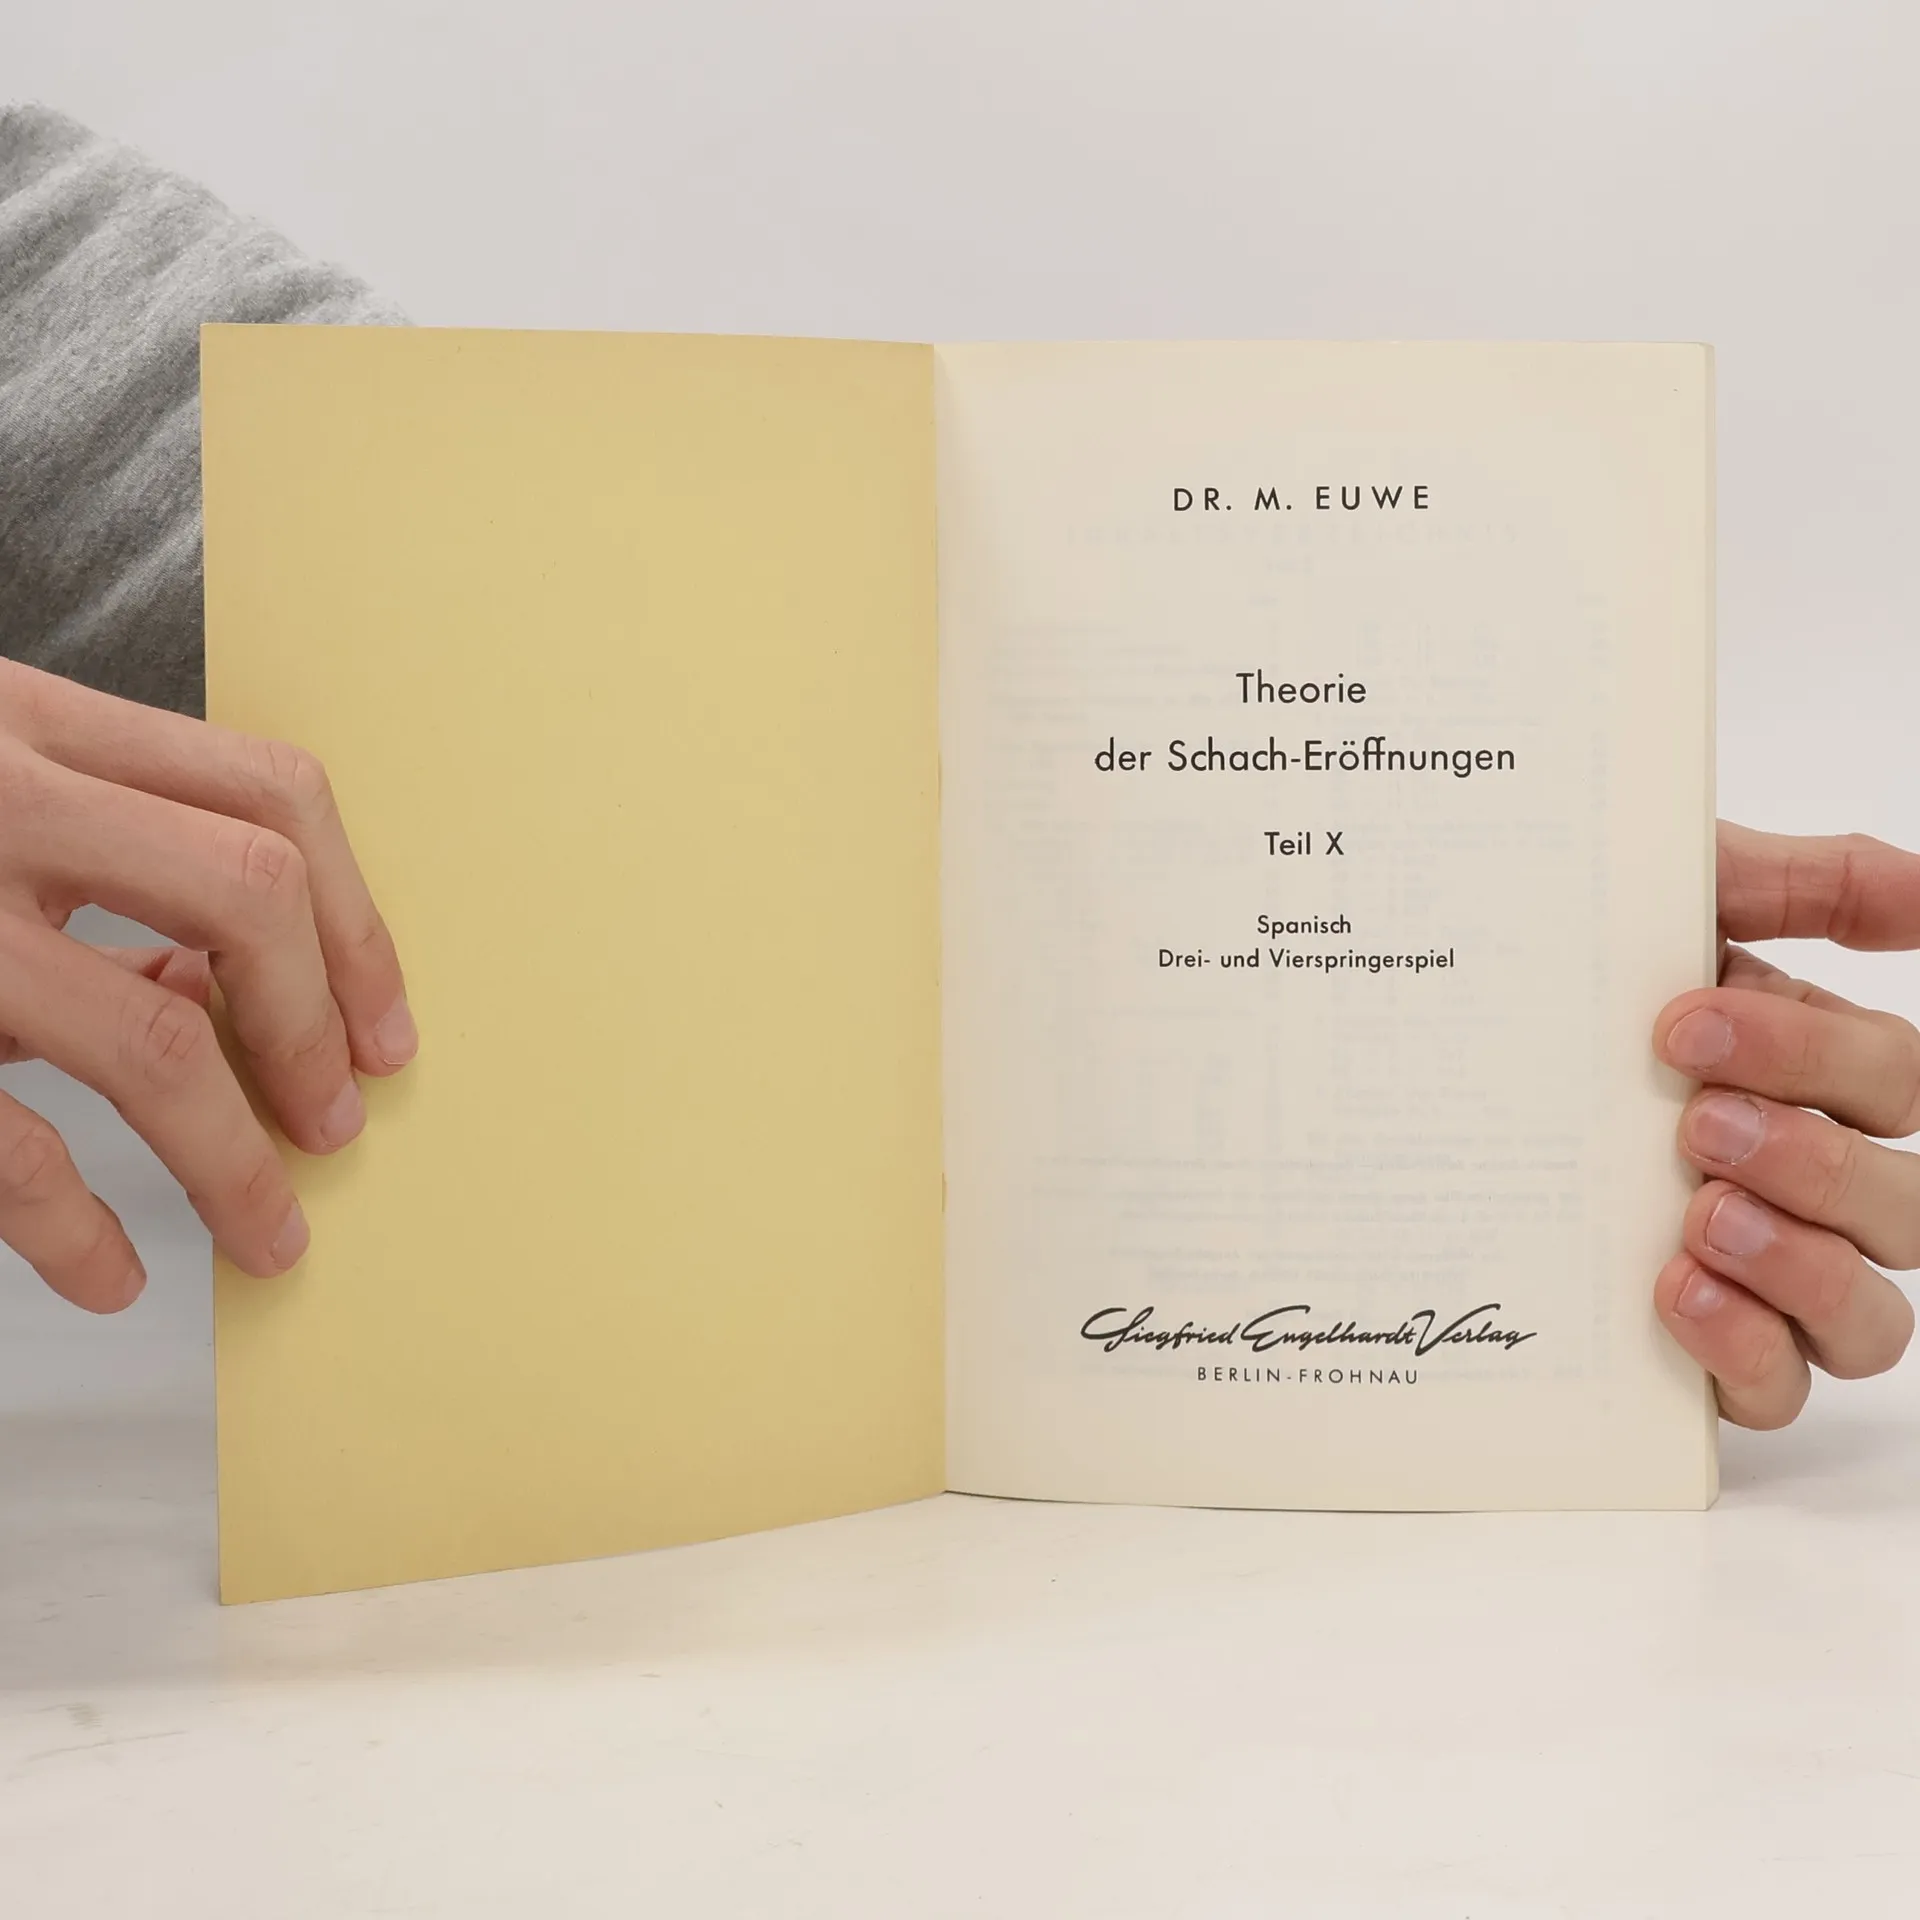 DR. M. EUWE
Theorie
der Schach-Eröffnungen
Teil X
Spanisch
Drei- und Vierspringerspiel
Siegfried Engelhardt Verlag
BERLIN-FROHNAU